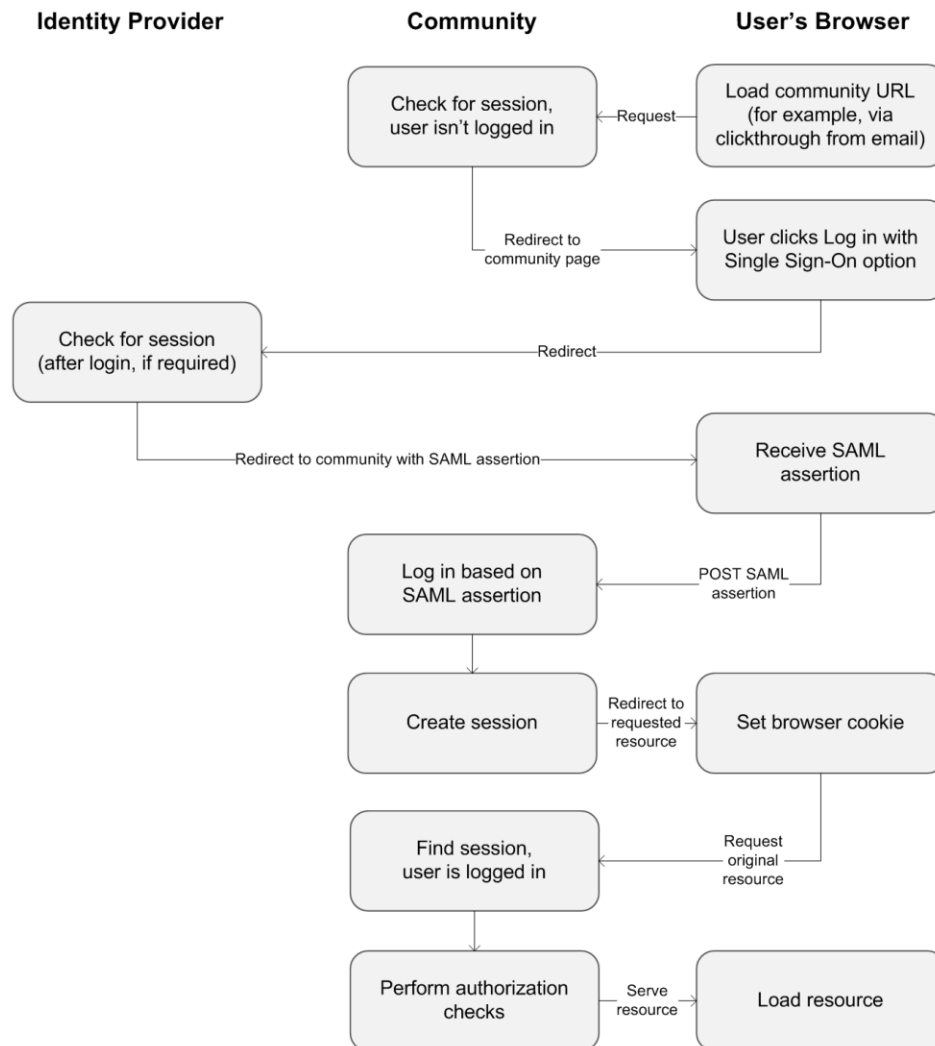 Identity Provider
Community
User's Browser
Check for session,
user isn't logged in
Request
Load community URL
(for example, via
clickthrough from email)
Redirect to
community page
User clicks Log in with
Single Sign-On option
Check for session
(after login, if required)
Redirect
Redirect to community with SAML assertion
Receive SAML
assertion
Log in based on
SAML assertion
POST SAML
assertion
Create session
Redirect to
requested
resource
Set browser cookie
Find session,
user is logged in
Request
original
resource
Perform authorization
checks
Serve
resource
Load resource